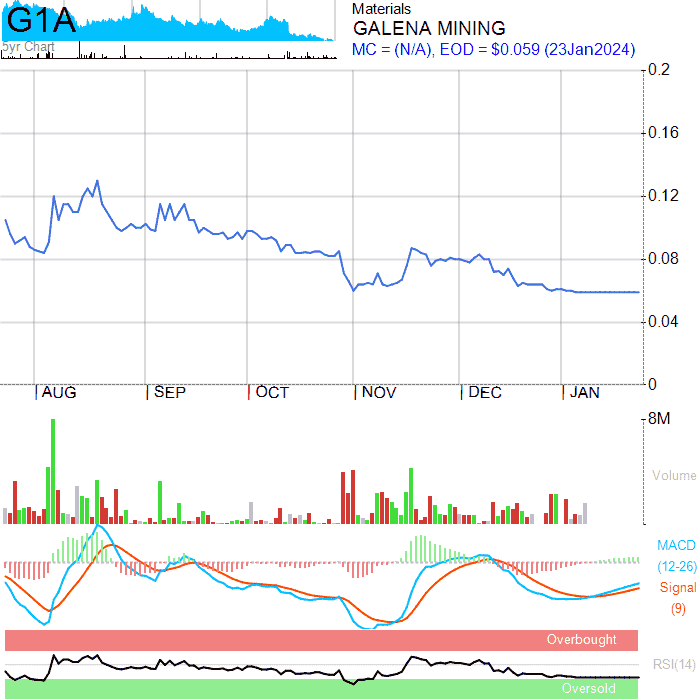 G1A
5yr Chart
Materials
GALENA MINING
MC = (N/A), EOD = $0.059 (23Jan2024)
0.2
0.16
0.12
0.08
0.04
0
AUG SEP OCT NOV DEC JAN
8M
Volume
MACD
(12-26)
Signal
(9)
Overbought
RSI(14)
Oversold